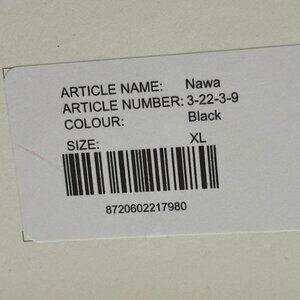 ARTICLE NAME: Nawa
ARTICLE NUMBER: 3-22-3-9
COLOUR: Black
SIZE: XL
8720602217980